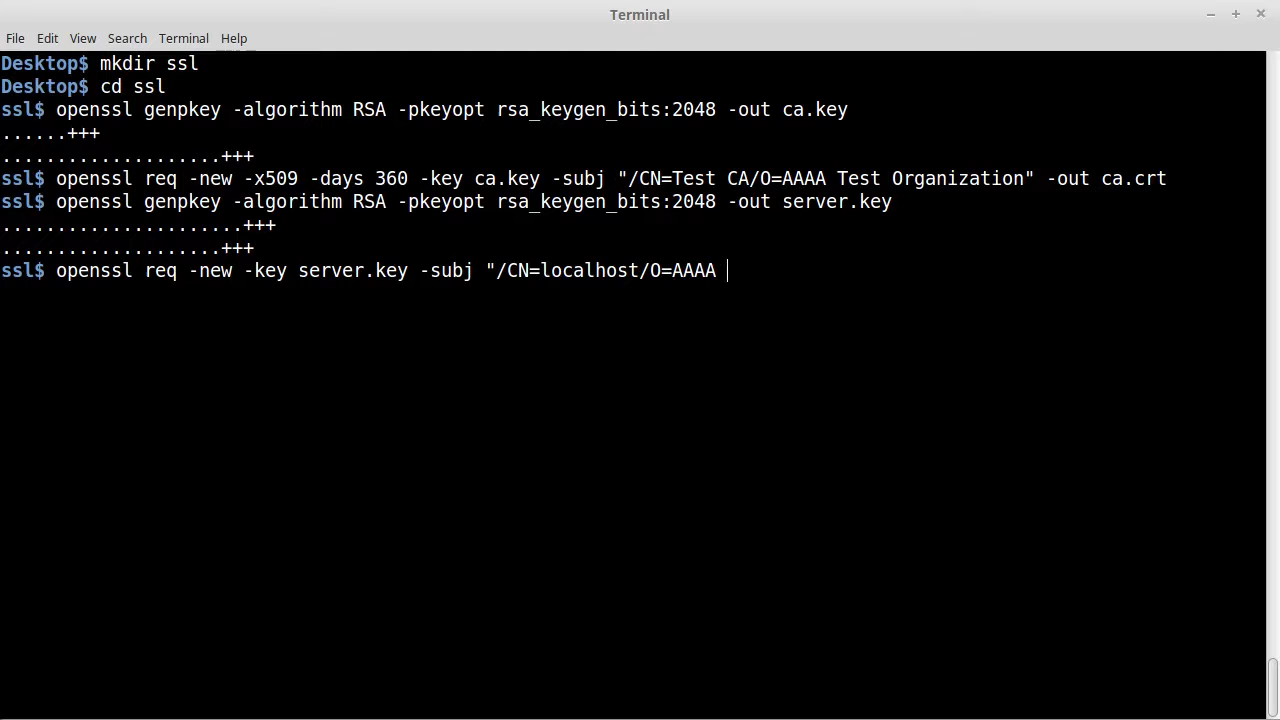 Terminal
File Edit View Search Terminal Help
Desktop$ mkdir ssl
Desktop$ cd ssl
ssl$ openssl genpkey -algorithm RSA -pkeyopt rsa_keygen_bits:2048 -out ca.key
......+++
....................+++
ssl$ openssl req -new -x509 -days 360 -key ca.key -subj "/CN=Test CA/O=AAAA Test Organization" -out ca.crt
ssl$ openssl genpkey -algorithm RSA -pkeyopt rsa_keygen_bits:2048 -out server.key
......................+++
....................+++
ssl$ openssl req -new -key server.key -subj "/CN=localhost/O=AAAA